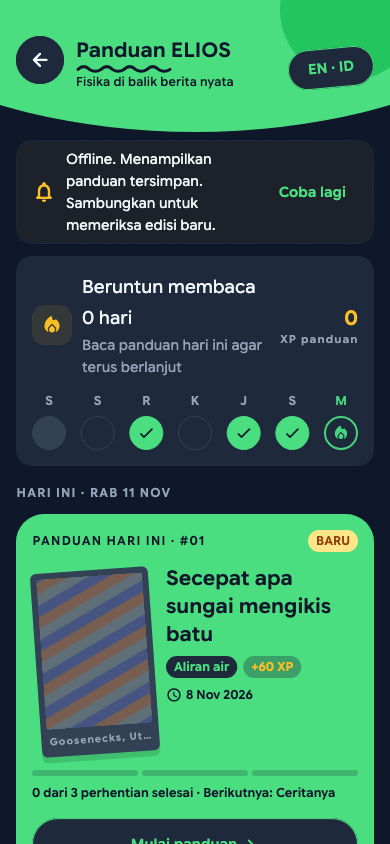 Panduan ELIOS
Fisika di balik berita nyata
EN · ID
Offline. Menampilkan
panduan tersimpan.
Sambungkan untuk
memeriksa edisi baru.
Coba lagi
Beruntun membaca
0 hari
Baca panduan hari ini agar
terus berlanjut
0
XP panduan
S S R K J S M
HARI INI · RAB 11 NOV
PANDUAN HARI INI · #01
BARU
Secepat apa
sungai mengikis
batu
Aliran air
+60 XP
8 Nov 2026
Goosenecks, Ut…
0 dari 3 perhentian selesai · Berikutnya: Ceritanya
Mulai panduan